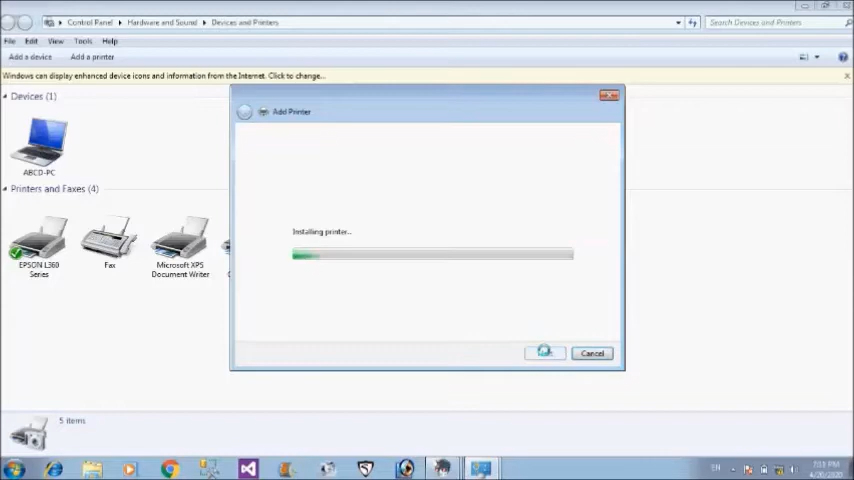 Control Panel ▸ Hardware and Sound ▸ Devices and Printers
Search Devices and Printers
File Edit View Tools Help
Add a device Add a printer
Windows can display enhanced device icons and information from the Internet. Click to change...
Devices (1)
ABCD-PC
Printers and Faxes (4)
EPSON L360
Series
Fax
Microsoft XPS
Document Writer
Add Printer
Installing printer...
Cancel
5 items
EN
4/20/2020